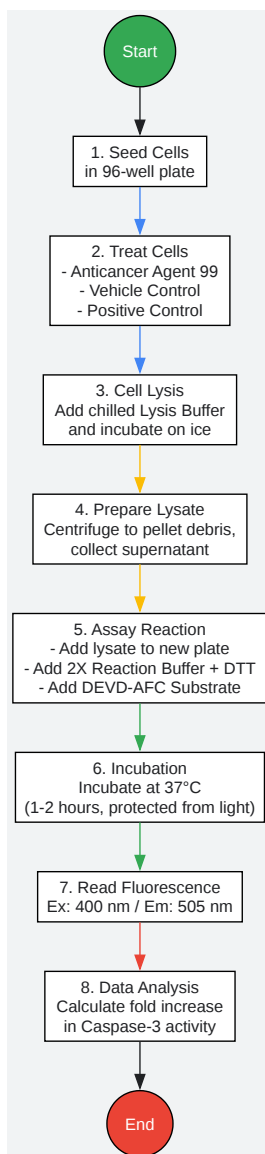 Start
1. Seed Cells
in 96-well plate
2. Treat Cells
- Anticancer Agent 99
- Vehicle Control
- Positive Control
3. Cell Lysis
Add chilled Lysis Buffer
and incubate on ice
4. Prepare Lysate
Centrifuge to pellet debris,
collect supernatant
5. Assay Reaction
- Add lysate to new plate
- Add 2X Reaction Buffer + DTT
- Add DEVD-AFC Substrate
6. Incubation
Incubate at 37°C
(1-2 hours, protected from light)
7. Read Fluorescence
Ex: 400 nm / Em: 505 nm
8. Data Analysis
Calculate fold increase
in Caspase-3 activity
End